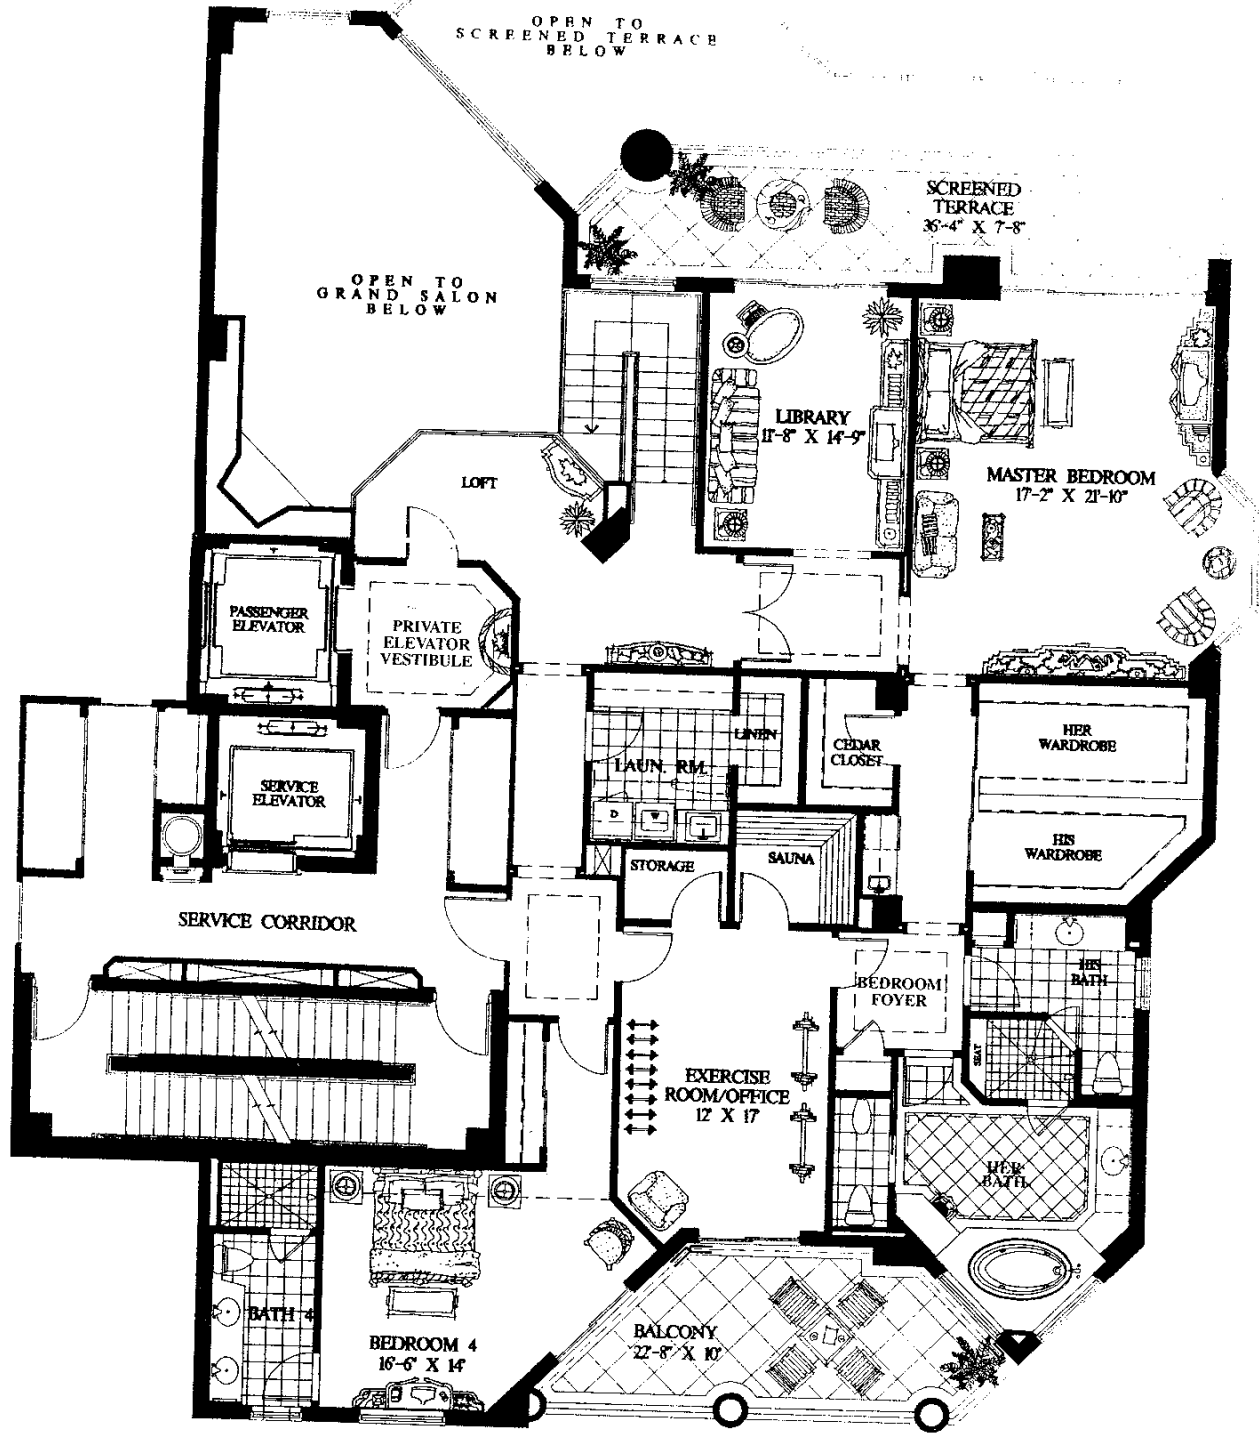 OPEN TO
SCREENED TERRACE
BELOW
SCREENED
TERRACE
36'-4" X 7'-8"
OPEN TO
GRAND SALON
BELOW
LIBRARY
11'-8" X 14'-9"
MASTER BEDROOM
17'-2" X 21'-10"
LOFT
PASSENGER
ELEVATOR
PRIVATE
ELEVATOR
VESTIBULE
HER
WARDROBE
LINEN
CEDAR
CLOSET
LAUN. RM.
SERVICE
ELEVATOR
D
W
HIS
WARDROBE
STORAGE
SAUNA
SERVICE CORRIDOR
HIS
BATH
BEDROOM
FOYER
SEAT
EXERCISE
ROOM/OFFICE
12' X 17'
HER
BATH
BATH 4
BEDROOM 4
16'-6" X 14'
BALCONY
22'-8" X 10'